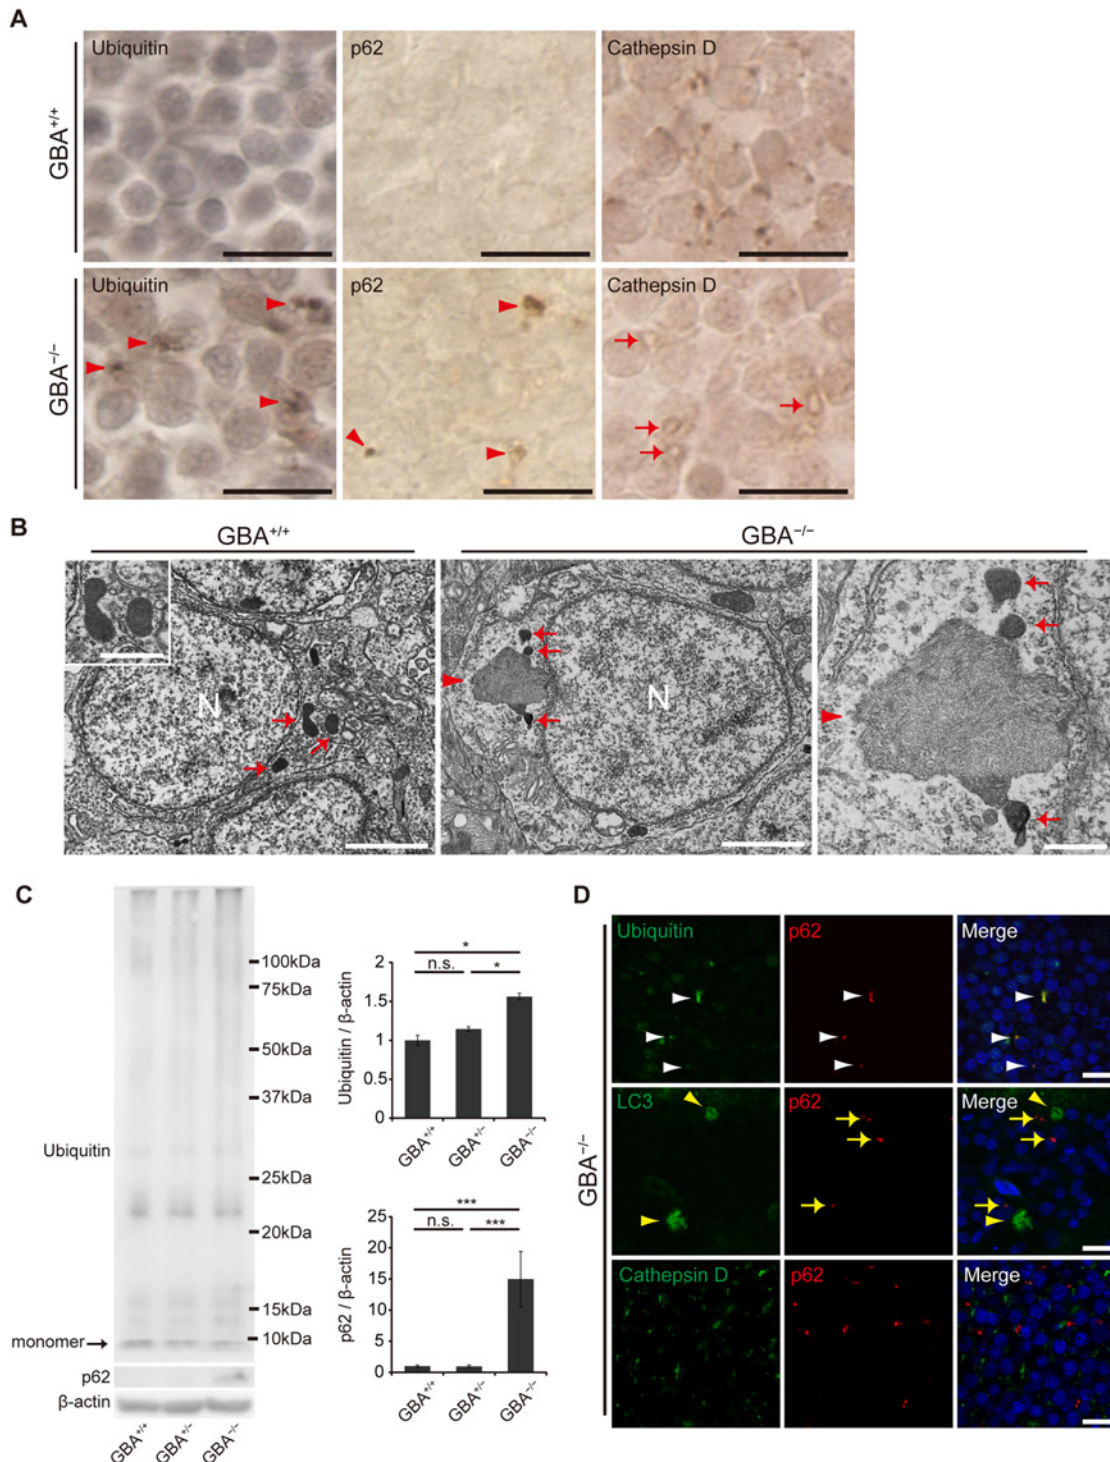 A
Ubiquitin p62 Cathepsin D
GBA+/+
Ubiquitin p62 Cathepsin D
GBA−/−
B
GBA+/+ GBA−/−
N N
C
100kDa
75kDa
50kDa
37kDa
Ubiquitin
25kDa
20kDa
15kDa
monomer 10kDa
p62
β-actin
GBA+/+ GBA+/− GBA−/−
*
n.s. *
Ubiquitin / β-actin
2
1.5
1
0.5
0
GBA+/+ GBA+/− GBA−/−
***
n.s. ***
p62 / β-actin
25
20
15
10
5
0
GBA+/+ GBA+/− GBA−/−
D
GBA−/−
Ubiquitin p62 Merge
LC3 p62 Merge
Cathepsin D p62 Merge